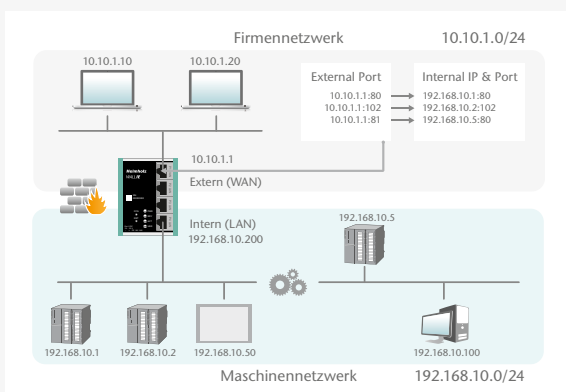 Firmennetzwerk 10.10.1.0/24
10.10.1.10 10.10.1.20
External Port Internal IP & Port
10.10.1.1:80 192.168.10.1:80
10.10.1.1:102 192.168.10.2:102
10.10.1.1:81 192.168.10.5:80
10.10.1.1
Extern (WAN)
Helmholz
WALL IE
Intern (LAN)
192.168.10.200
192.168.10.5
192.168.10.1 192.168.10.2 192.168.10.50 192.168.10.100
Maschinennetzwerk 192.168.10.0/24